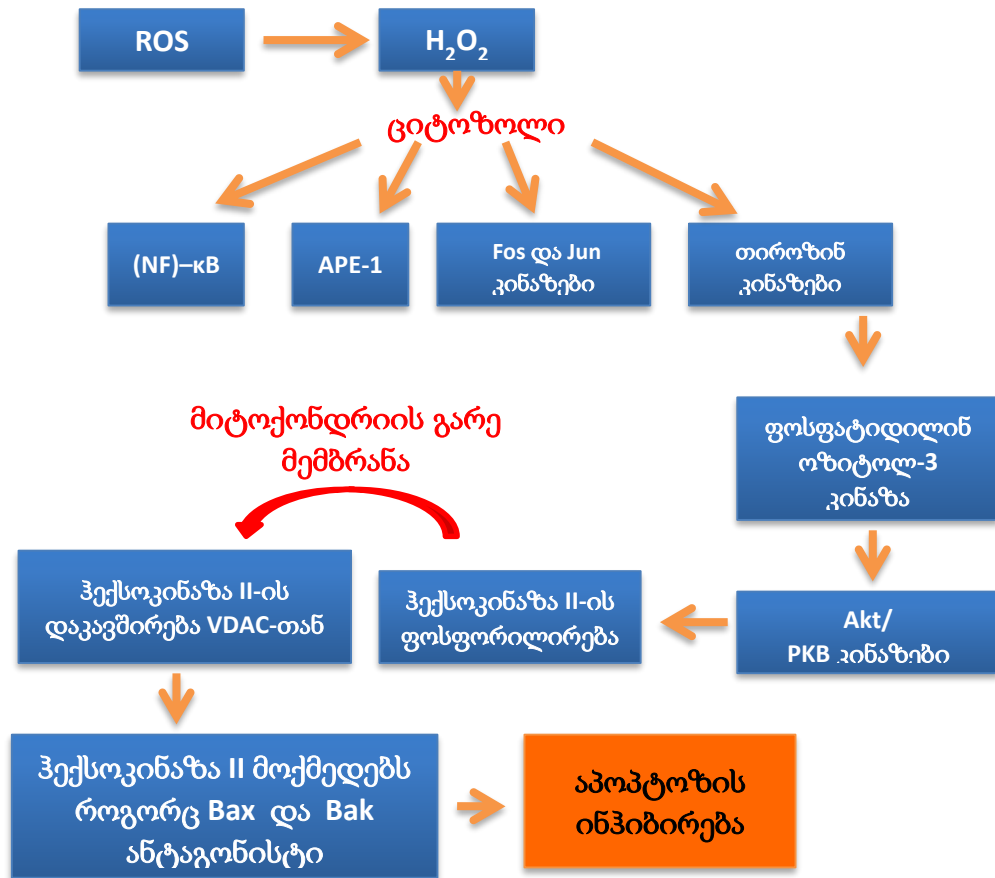 ROS
H₂O₂
ციტოზოლი
(NF)–κB
APE-1
Fos და Jun
კინაზები
თიროზინ
კინაზები
ფოსფატიდილინ
ოზიტოლ-3
კინაზა
მიტოქონდრიის გარე
მემბრანა
ჰექსოკინაზა II-ის
დაკავშირება VDAC-თან
ჰექსოკინაზა II-ის
ფოსფორილირება
Akt/
PKB კინაზები
ჰექსოკინაზა II მოქმედებს
როგორც Bax და Bak
ანტაგონისტი
აპოპტოზის
ინჰიბირება